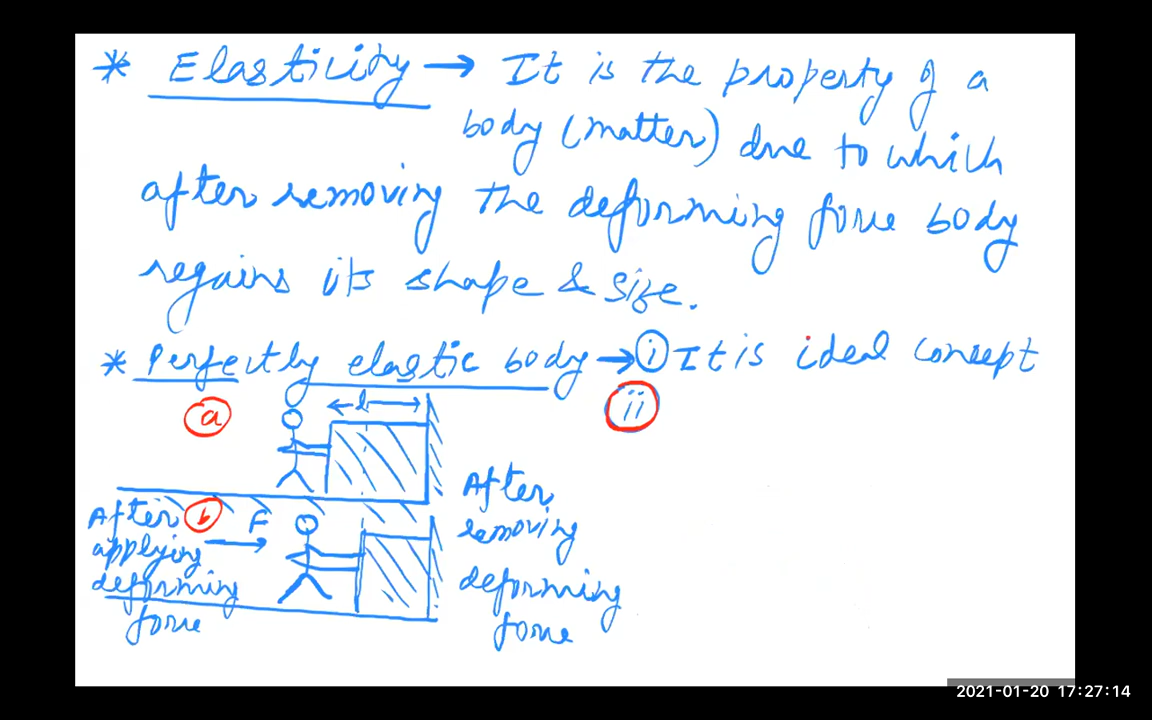 * Elasticity → It is the property of a
body (matter) due to which
after removing the deforming force body
regains its shape & size.
* Perfectly elastic body → (i) It is ideal concept
(a)
l
(ii)
After (b) F
applying
deforming
force
After
removing
deforming
force
2021-01-20 17:27:14